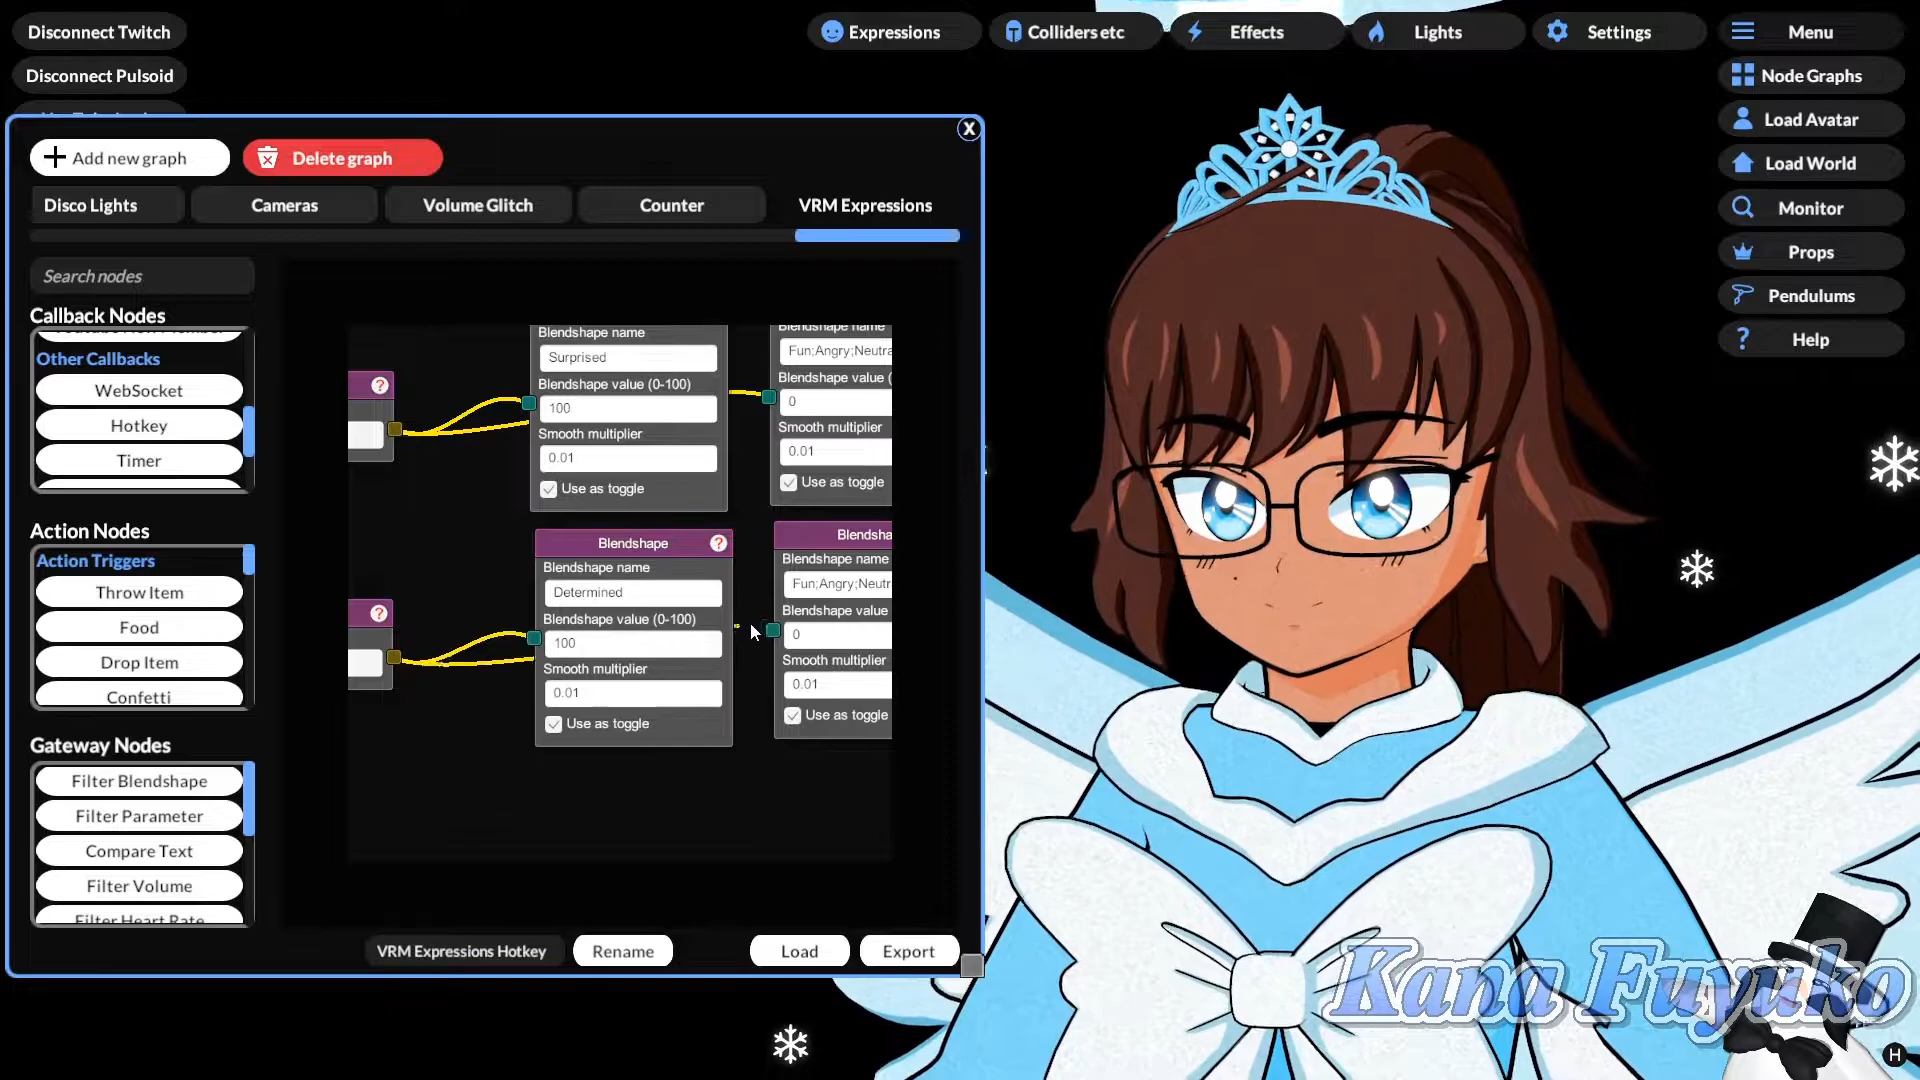 Disconnect Twitch
Disconnect Pulsoid
Expressions
Colliders etc
Effects
Lights
Settings
Menu
Node Graphs
Load Avatar
Load World
Monitor
Props
Pendulums
? Help
X
Add new graph
Delete graph
Disco Lights
Cameras
Volume Glitch
Counter
VRM Expressions
Search nodes
Callback Nodes
Other Callbacks
WebSocket
Hotkey
Timer
Action Nodes
Action Triggers
Throw Item
Food
Drop Item
Confetti
Gateway Nodes
Filter Blendshape
Filter Parameter
Compare Text
Filter Volume
Filter Heart Rate
?
?
Blendshape name
Surprised
Blendshape value (0-100)
100
Smooth multiplier
0.01
Use as toggle
Blendshape name
Fun;Angry;Neutra
Blendshape value (
0
Smooth multiplier
0.01
Use as toggle
Blendshape ?
Blendshape name
Determined
Blendshape value (0-100)
100
Smooth multiplier
0.01
Use as toggle
Blendsha
Blendshape name
Fun;Angry;Neutr
Blendshape value
0
Smooth multiplier
0.01
Use as toggle
VRM Expressions Hotkey
Rename
Load
Export
Kana Fuyuko
H